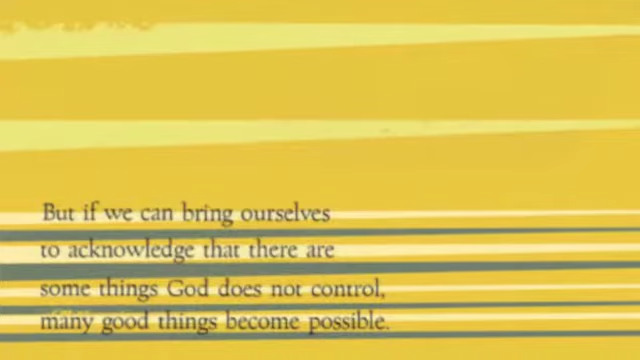 But if we can bring ourselves
to acknowledge that there are
some things God does not control,
many good things become possible.